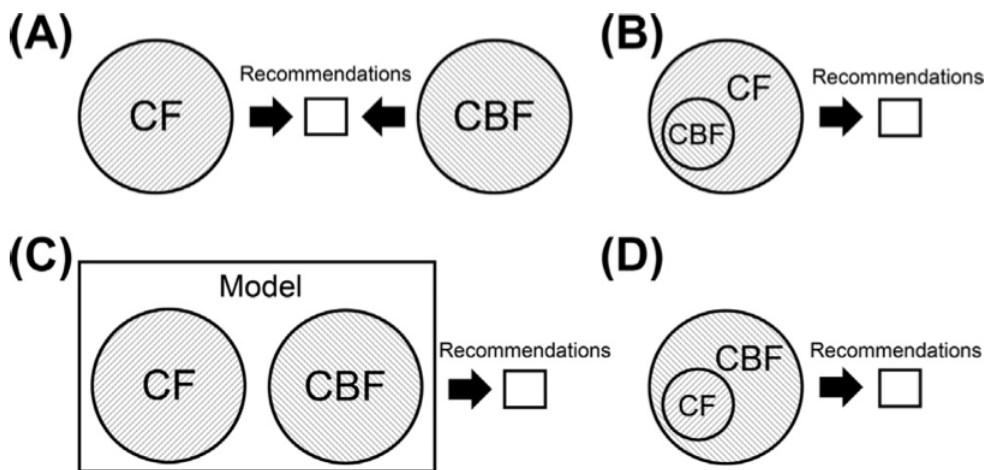 (A)
CF
Recommendations
CBF
(B)
CF
CBF
Recommendations
(C)
Model
CF
CBF
Recommendations
(D)
CBF
CF
Recommendations